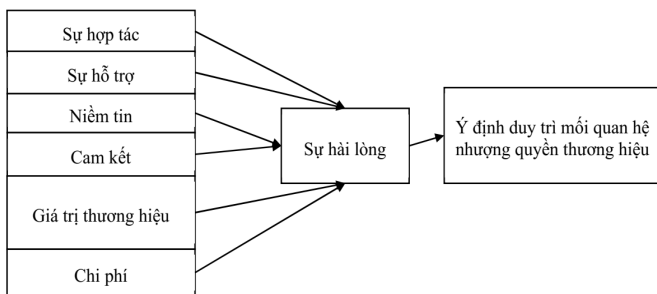 Sự hợp tác
Sự hỗ trợ
Niềm tin
Cam kết
Giá trị thương hiệu
Chi phí
Sự hài lòng
Ý định duy trì mối quan hệ
nhượng quyền thương hiệu